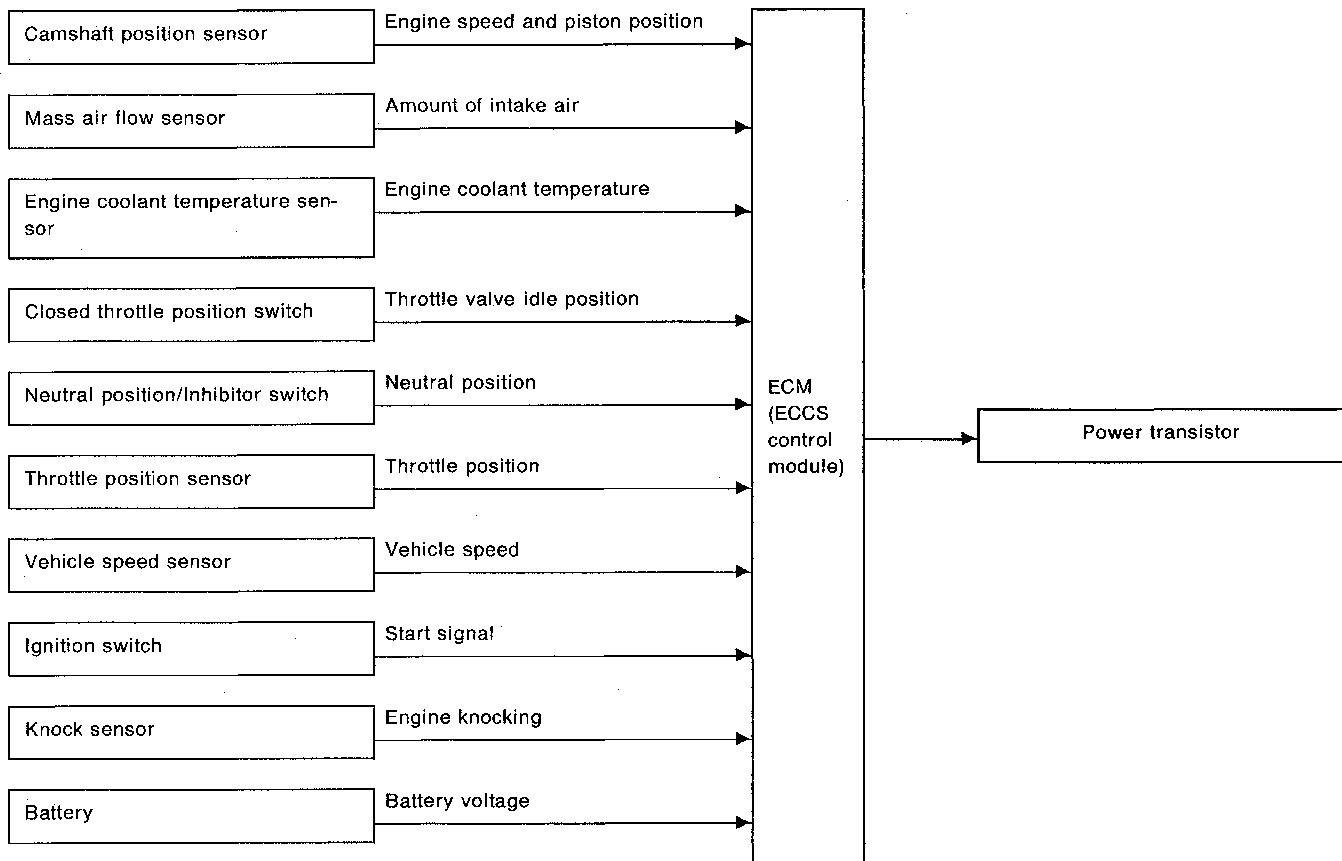 Camshaft position sensor
Engine speed and piston position
Mass air flow sensor
Amount of intake air
Engine coolant temperature sen-
sor
Engine coolant temperature
Closed throttle position switch
Throttle valve idle position
Neutral position/Inhibitor switch
Neutral position
Throttle position sensor
Throttle position
Vehicle speed sensor
Vehicle speed
Ignition switch
Start signal
Knock sensor
Engine knocking
Battery
Battery voltage
ECM
(ECCS
control
module)
Power transistor